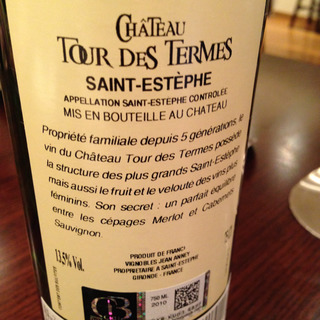 CHÂTEAU
TOUR DES TERMES
SAINT-ESTÈPHE
APPELLATION SAINT-ESTEPHE CONTROLÉE
MIS EN BOUTEILLE AU CHATEAU
Propriété familiale depuis 5 générations, le
vin du Château Tour des Termes possède
la structure des plus grands Saint-Estèphe
mais aussi le fruit et le velouté des vins plus
féminins. Son secret : un parfait équilibre
entre les cépages Merlot et Cabernet
Sauvignon.
13.5% Vol.
PRODUIT DE FRANCE
VIGNOBLES JEAN ANNEY
PROPRIETAIRE A SAINT-ESTEPHE
GIRONDE - FRANCE
CB
750 ML
2010